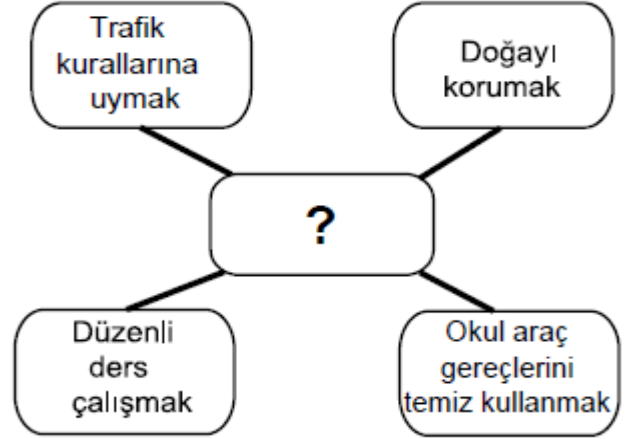 Trafik
kurallarına
uymak
Doğayı
korumak
?
Düzenli
ders
çalışmak
Okul araç
gereçlerini
temiz kullanmak